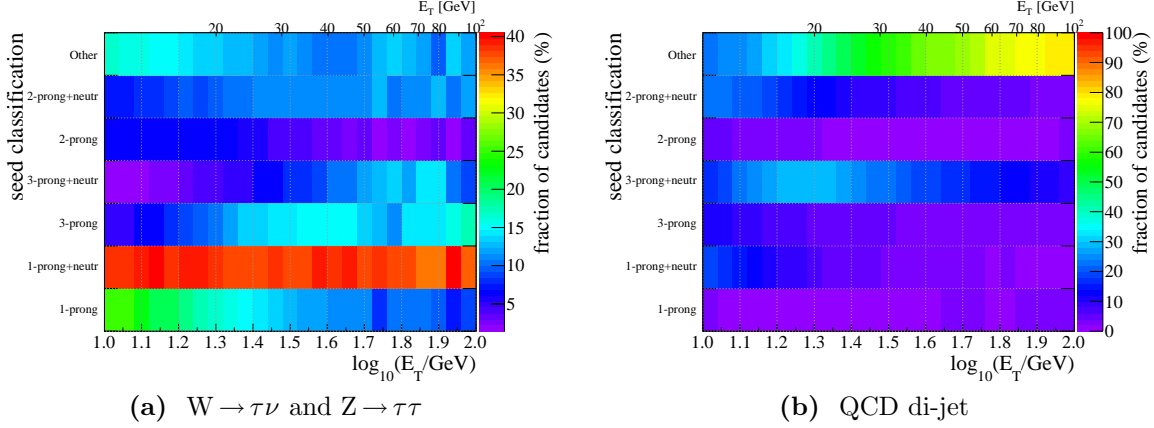 E_T [GeV]
20 30 40 50 60 70 80 10^2
seed classification
Other
2-prong+neutr
2-prong
3-prong+neutr
3-prong
1-prong+neutr
1-prong
1.0 1.1 1.2 1.3 1.4 1.5 1.6 1.7 1.8 1.9 2.0
log_10(E_T/GeV)
40
35
30
25
20
15
10
5
fraction of candidates (%)
(a) W → τν and Z → ττ
E_T [GeV]
20 30 40 50 60 70 80 10^2
seed classification
Other
2-prong+neutr
2-prong
3-prong+neutr
3-prong
1-prong+neutr
1-prong
1.0 1.1 1.2 1.3 1.4 1.5 1.6 1.7 1.8 1.9 2.0
log_10(E_T/GeV)
100
90
80
70
60
50
40
30
20
10
0
fraction of candidates (%)
(b) QCD di-jet